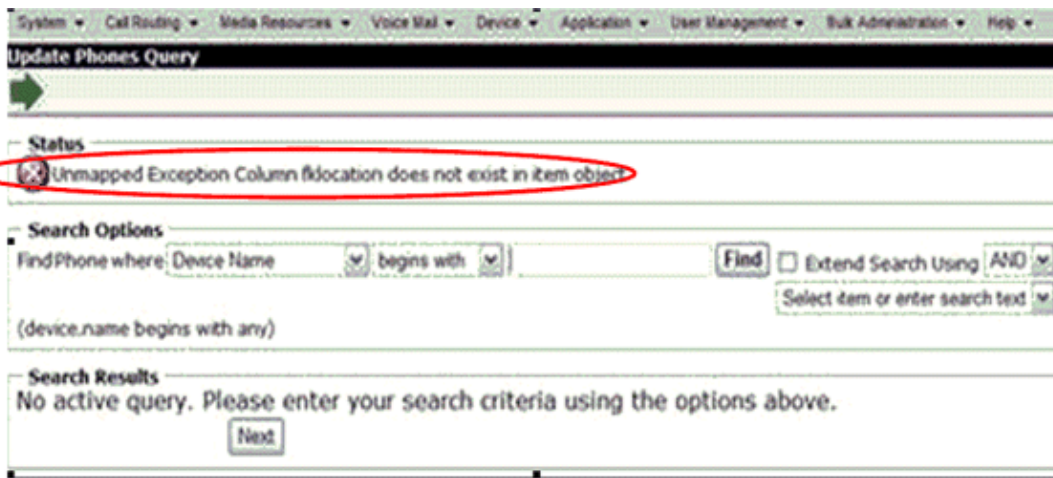 System Call Routing Media Resources Voice Mail Device Application User Management Bulk Administration Help
Update Phones Query
Status
Unmapped Exception Column fklocation does not exist in item object
Search Options
Find Phone where Device Name begins with Find Extend Search Using AND
Select item or enter search text
(device.name begins with any)
Search Results
No active query. Please enter your search criteria using the options above.
Next